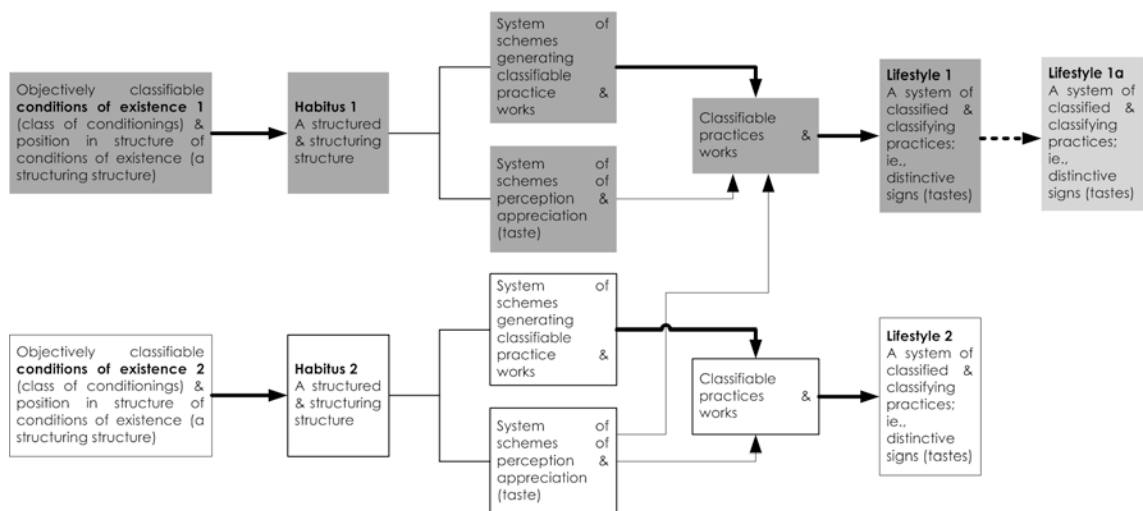 Objectively classifiable
conditions of existence 1
(class of conditionings) &
position in structure of
conditions of existence (a
structuring structure)
Habitus 1
A structured
& structuring
structure
System of
schemes
generating
classifiable
practice &
works
System of
schemes of
perception
appreciation &
(taste)
Classifiable &
practices
works
Lifestyle 1
A system of
classified &
classifying
practices;
ie.,
distinctive
signs (tastes)
Lifestyle 1a
A system of
classified &
classifying
practices;
ie.,
distinctive
signs (tastes)
Objectively classifiable
conditions of existence 2
(class of conditionings) &
position in structure of
conditions of existence (a
structuring structure)
Habitus 2
A structured
& structuring
structure
System of
schemes
generating
classifiable
practice &
works
System of
schemes of
perception &
appreciation
(taste)
Classifiable &
practices
works
Lifestyle 2
A system of
classified &
classifying
practices;
ie.,
distinctive
signs (tastes)